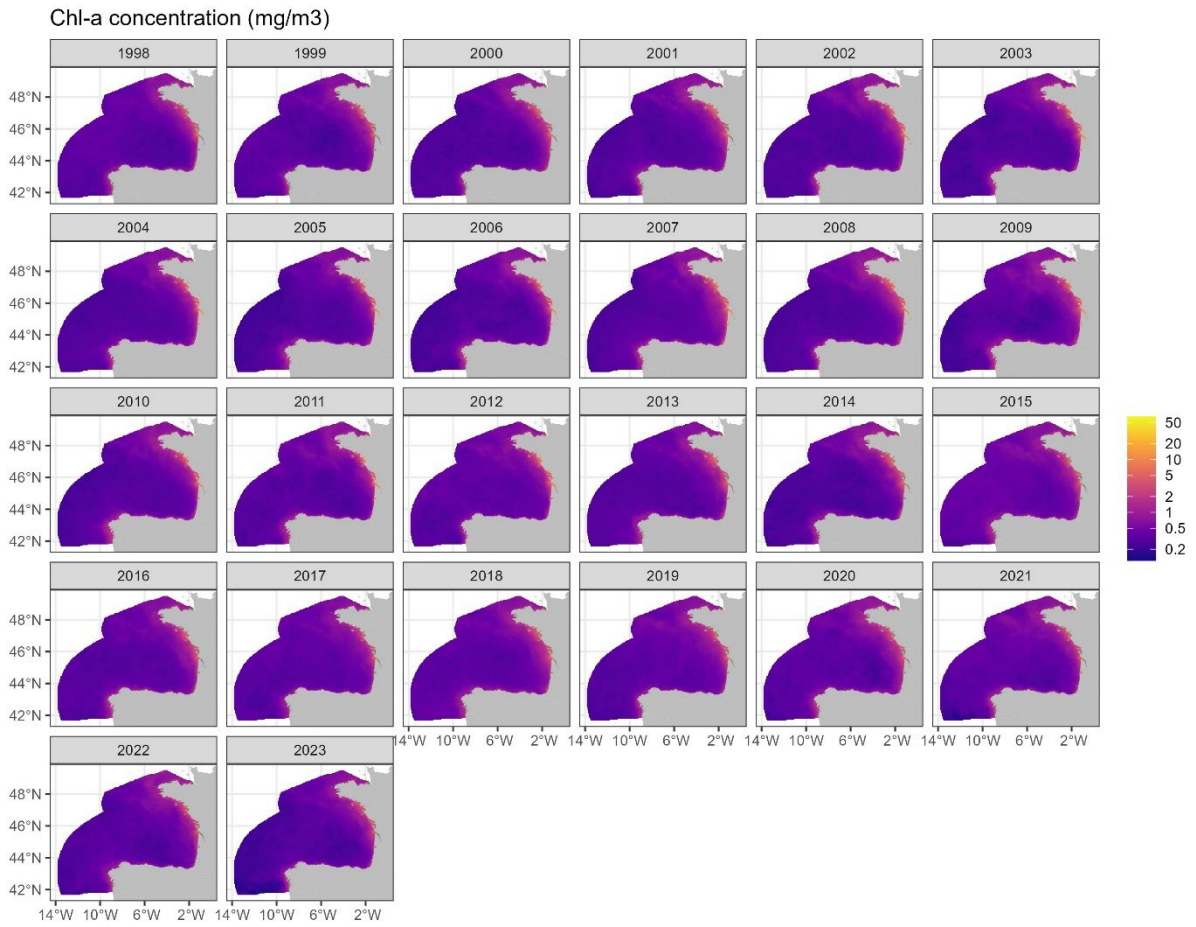 Chl-a concentration (mg/m3)
1998 1999 2000 2001 2002 2003
48°N
46°N
44°N
42°N
2004 2005 2006 2007 2008 2009
48°N
46°N
44°N
42°N
2010 2011 2012 2013 2014 2015
48°N
46°N
44°N
42°N
50
20
10
5
2
1
0.5
0.2
2016 2017 2018 2019 2020 2021
48°N
46°N
44°N
42°N
14°W 10°W 6°W 2°W 14°W 10°W 6°W 2°W 14°W 10°W 6°W 2°W 14°W 10°W 6°W 2°W
2022 2023
48°N
46°N
44°N
42°N
14°W 10°W 6°W 2°W 14°W 10°W 6°W 2°W